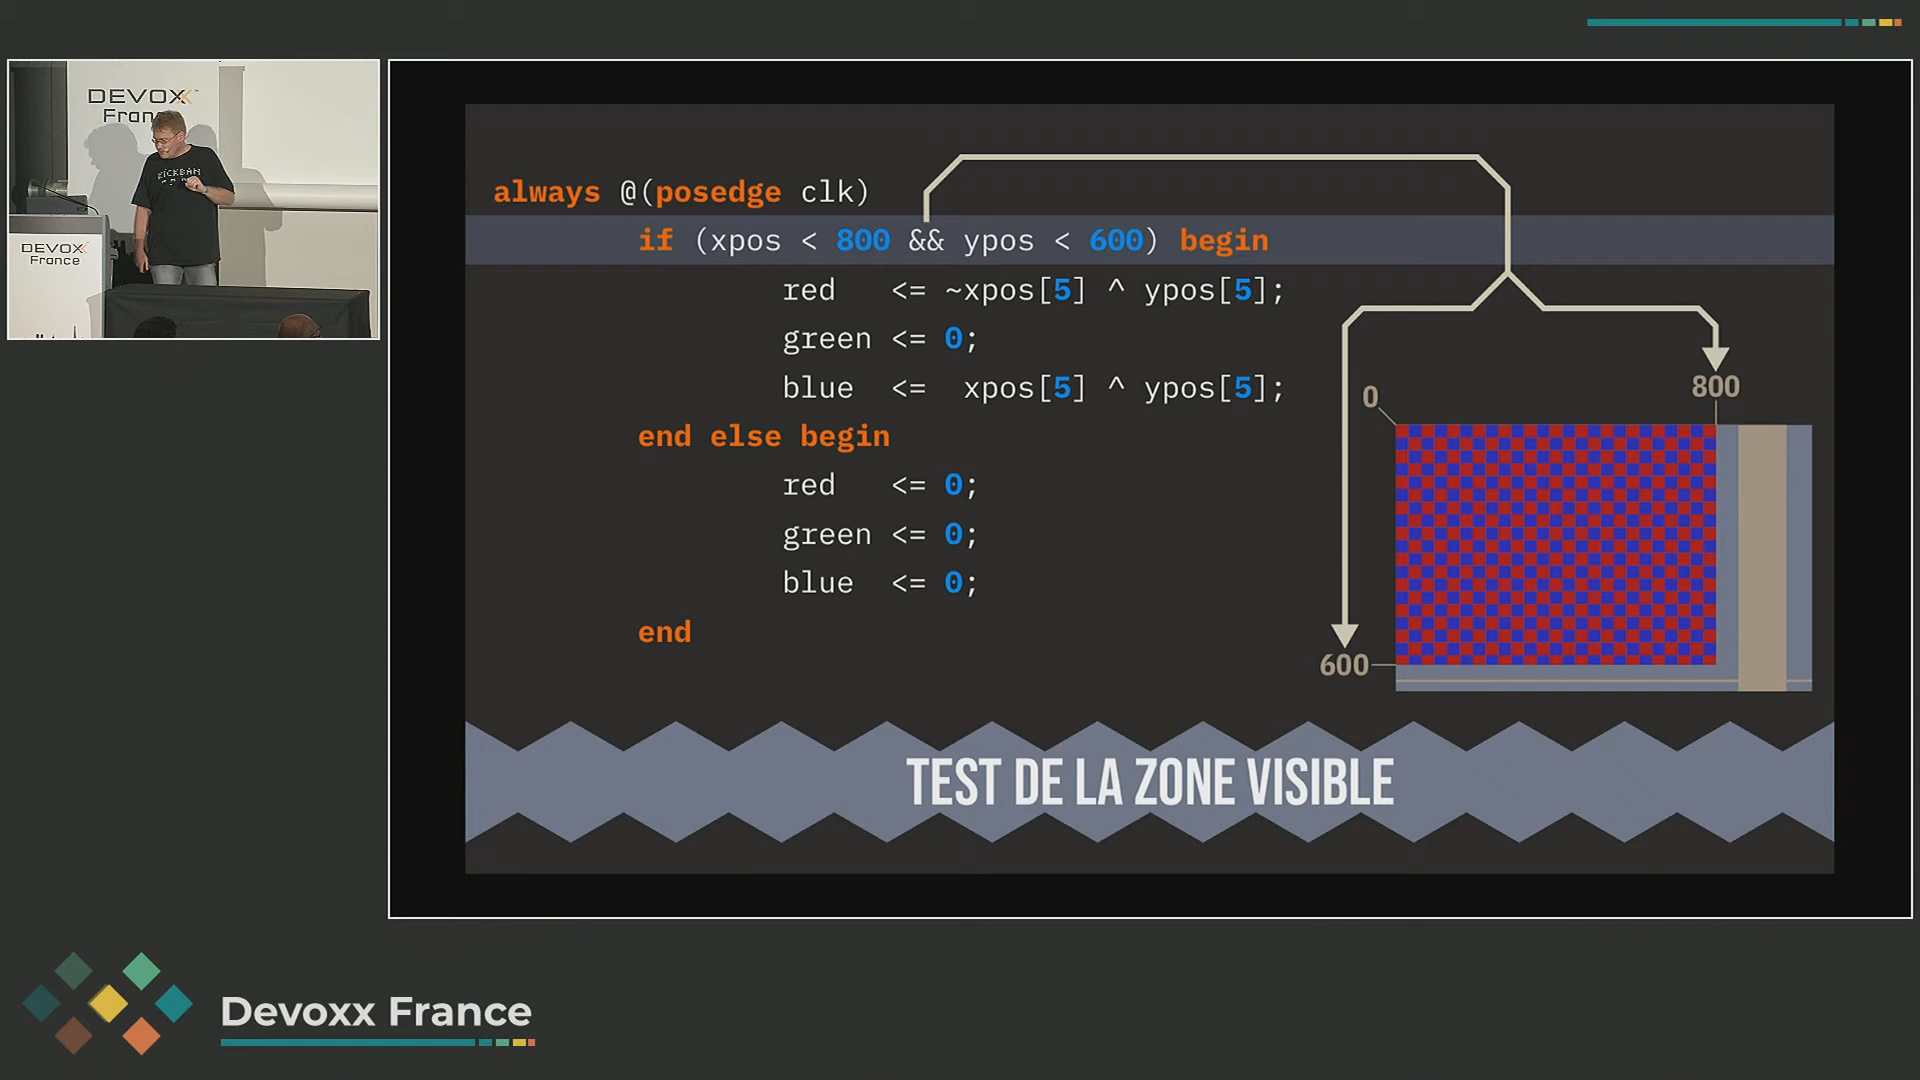 DEVOXX
France
KICKBAN
DEVOXX
France
always @(posedge clk)
if (xpos < 800 && ypos < 600) begin
red <= ~xpos[5] ^ ypos[5];
green <= 0;
blue <= xpos[5] ^ ypos[5];
end else begin
red <= 0;
green <= 0;
blue <= 0;
end
0
800
600
TEST DE LA ZONE VISIBLE
Devoxx France